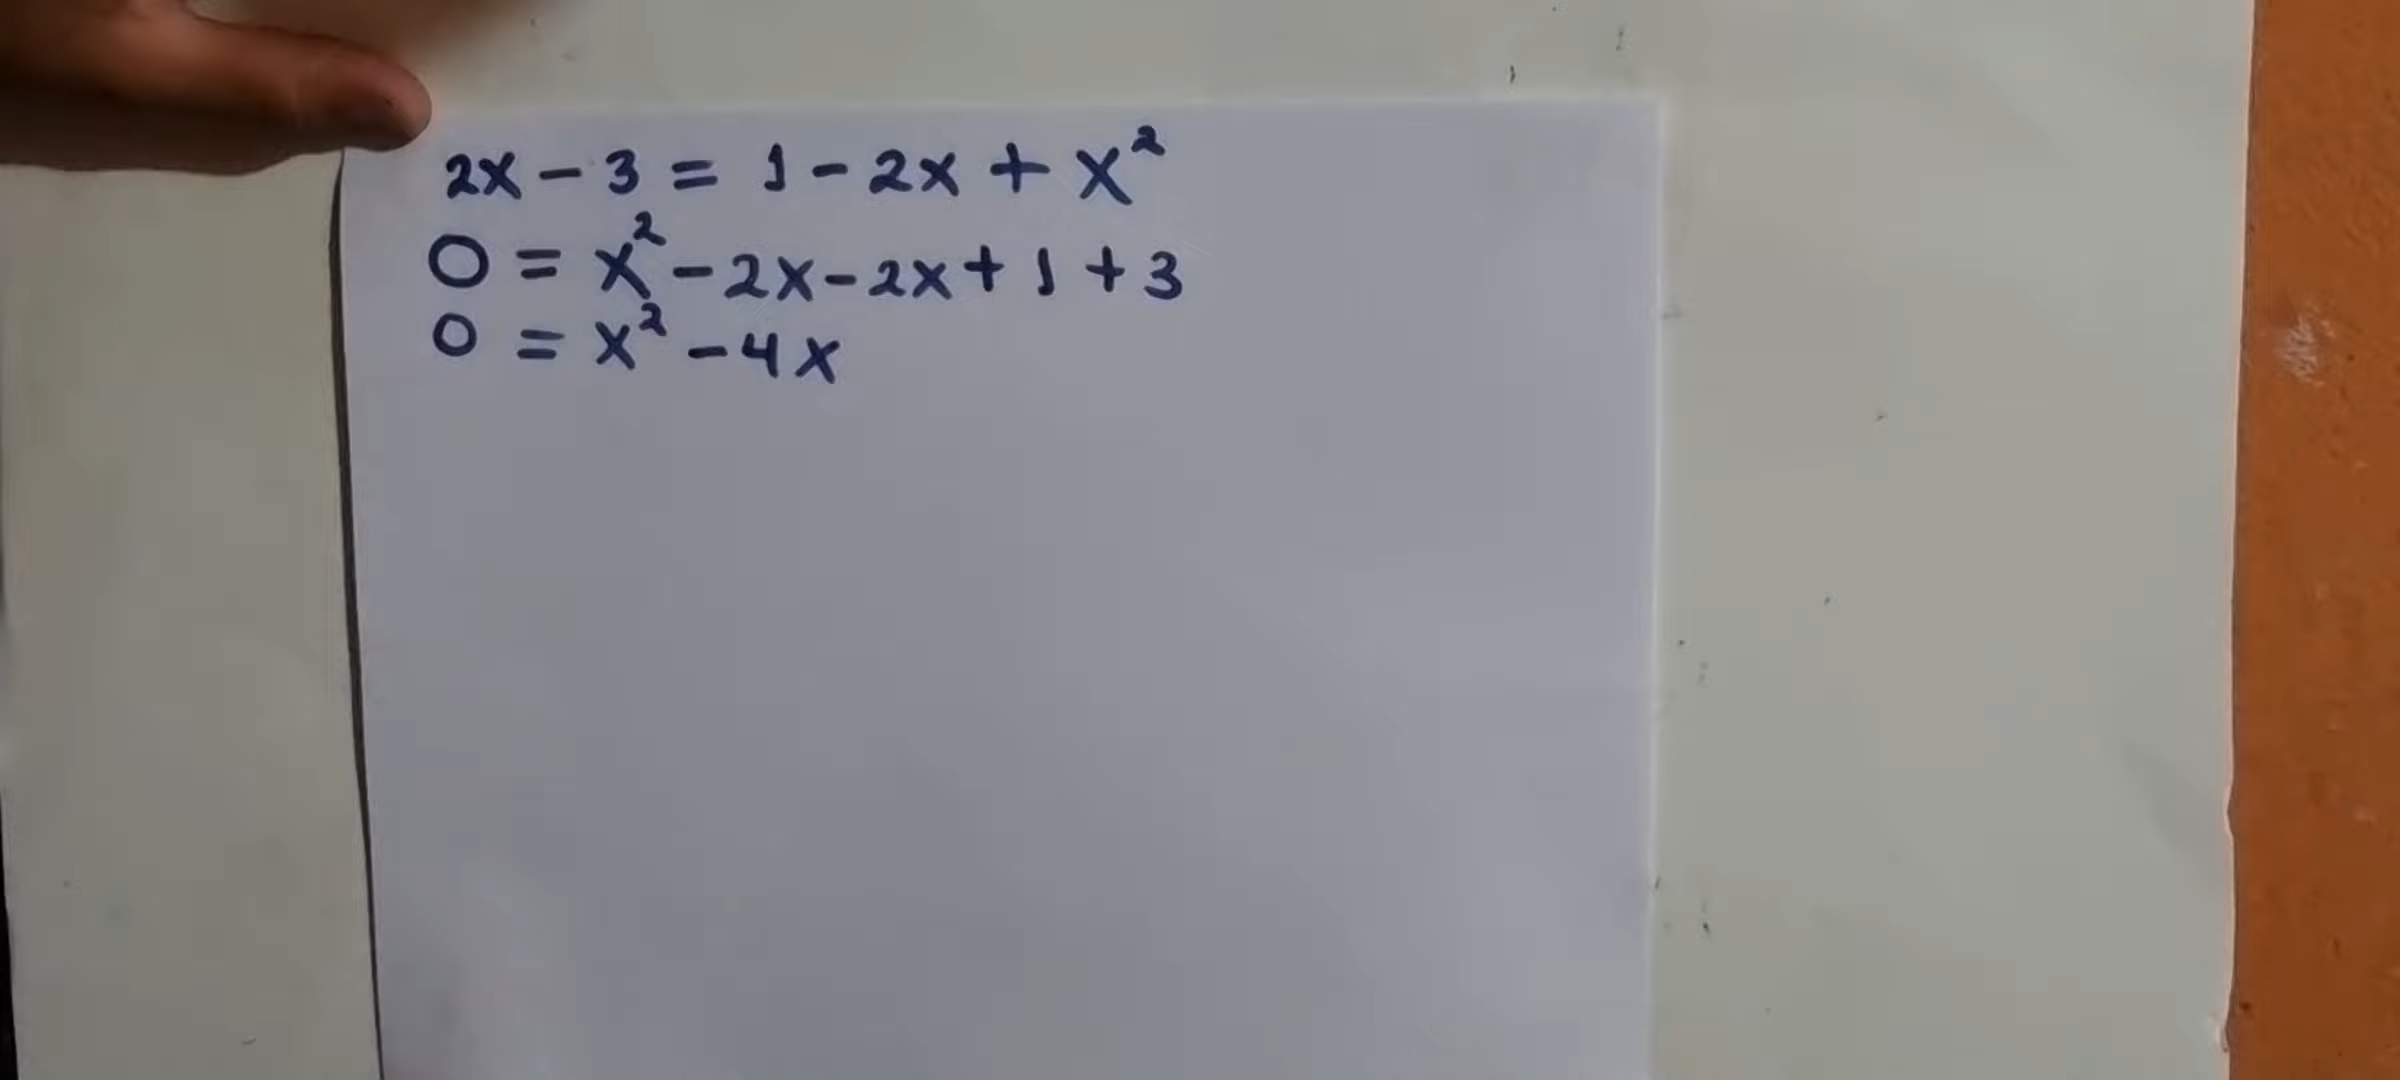 2x - 3 = 1 - 2x + x²
0 = x² - 2x - 2x + 1 + 3
0 = x² - 4x